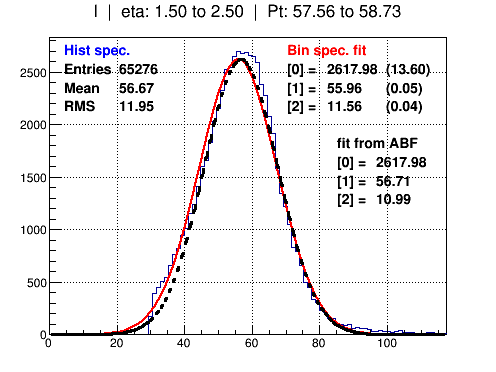 I | eta: 1.50 to 2.50 | Pt: 57.56 to 58.73
Hist spec.
Entries 65276
Mean 56.67
RMS 11.95
Bin spec. fit
[0] = 2617.98 (13.60)
[1] = 55.96 (0.05)
[2] = 11.56 (0.04)
fit from ABF
[0] = 2617.98
[1] = 56.71
[2] = 10.99
2500
2000
1500
1000
500
0
0 20 40 60 80 100